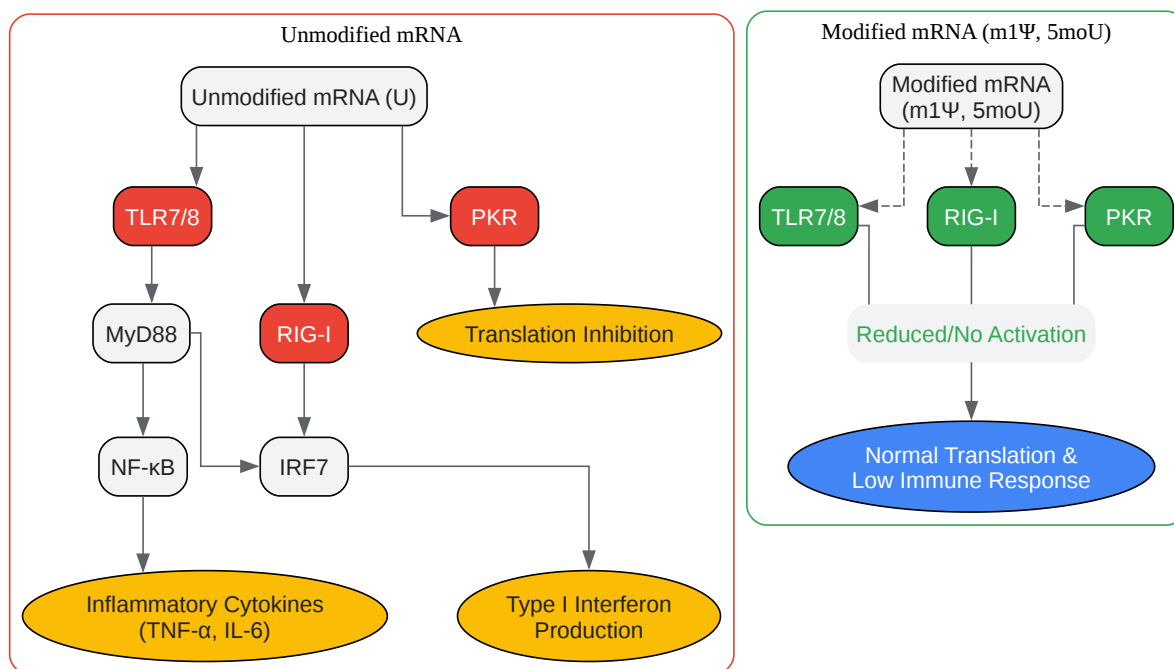 Unmodified mRNA
Unmodified mRNA (U)
TLR7/8
PKR
MyD88
RIG-I
Translation Inhibition
NF-κB
IRF7
Inflammatory Cytokines
(TNF-α, IL-6)
Type I Interferon
Production
Modified mRNA (m1Ψ, 5moU)
Modified mRNA
(m1Ψ, 5moU)
TLR7/8
RIG-I
PKR
Reduced/No Activation
Normal Translation &
Low Immune Response